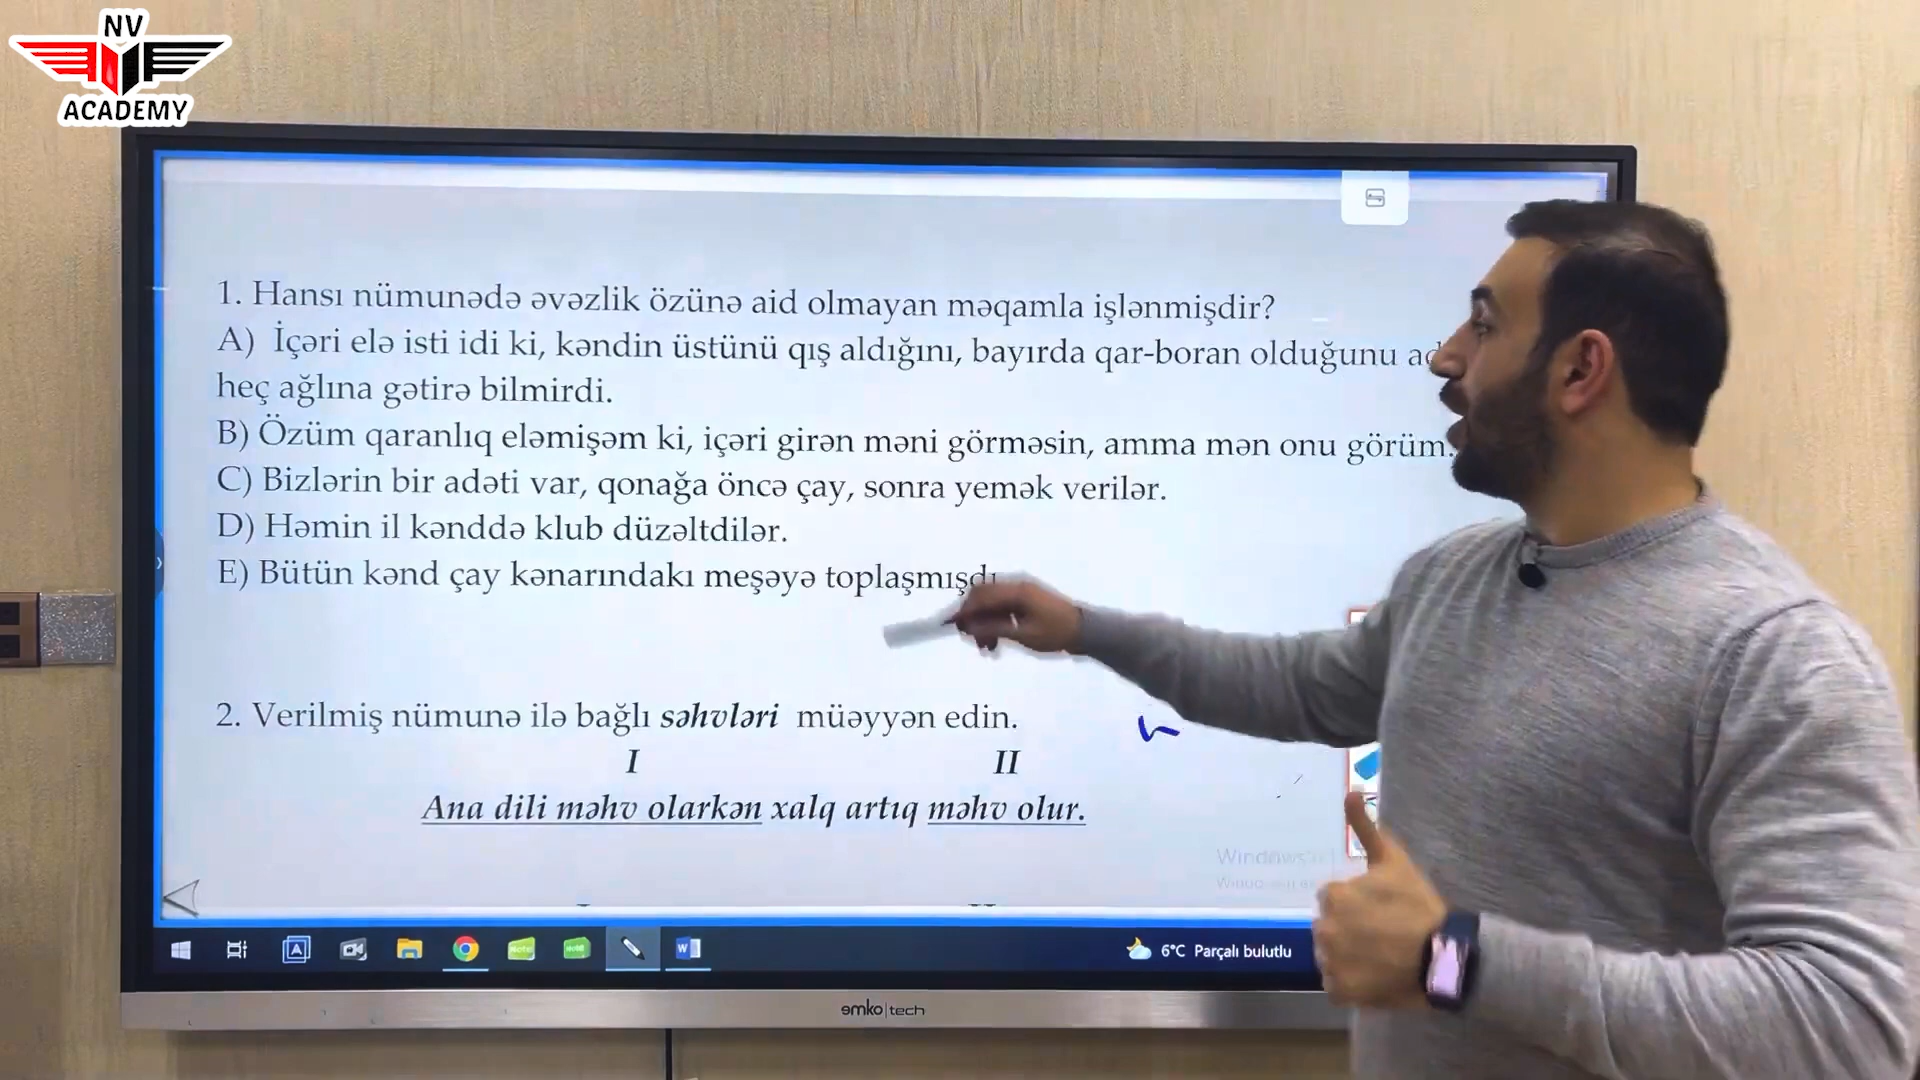 NV
ACADEMY
1. Hansı nümunədə əvəzlik özünə aid olmayan məqamla işlənmişdir?
A) İçəri elə isti idi ki, kəndin üstünü qış aldığını, bayırda qar-boran olduğunu
heç ağlına gətirə bilmirdi.
B) Özüm qaranlıq eləmişəm ki, içəri girən məni görməsin, amma mən onu görüm.
C) Bizlərin bir adəti var, qonağa öncə çay, sonra yemək verilər.
D) Həmin il kənddə klub düzəltdilər.
E) Bütün kənd çay kənarındakı meşəyə toplaşmışdı
2. Verilmiş nümunə ilə bağlı səhvləri müəyyən edin.
I II
Ana dili məhv olarkən xalq artıq məhv olur.
6°C Parçalı bulutlu
emko|tech